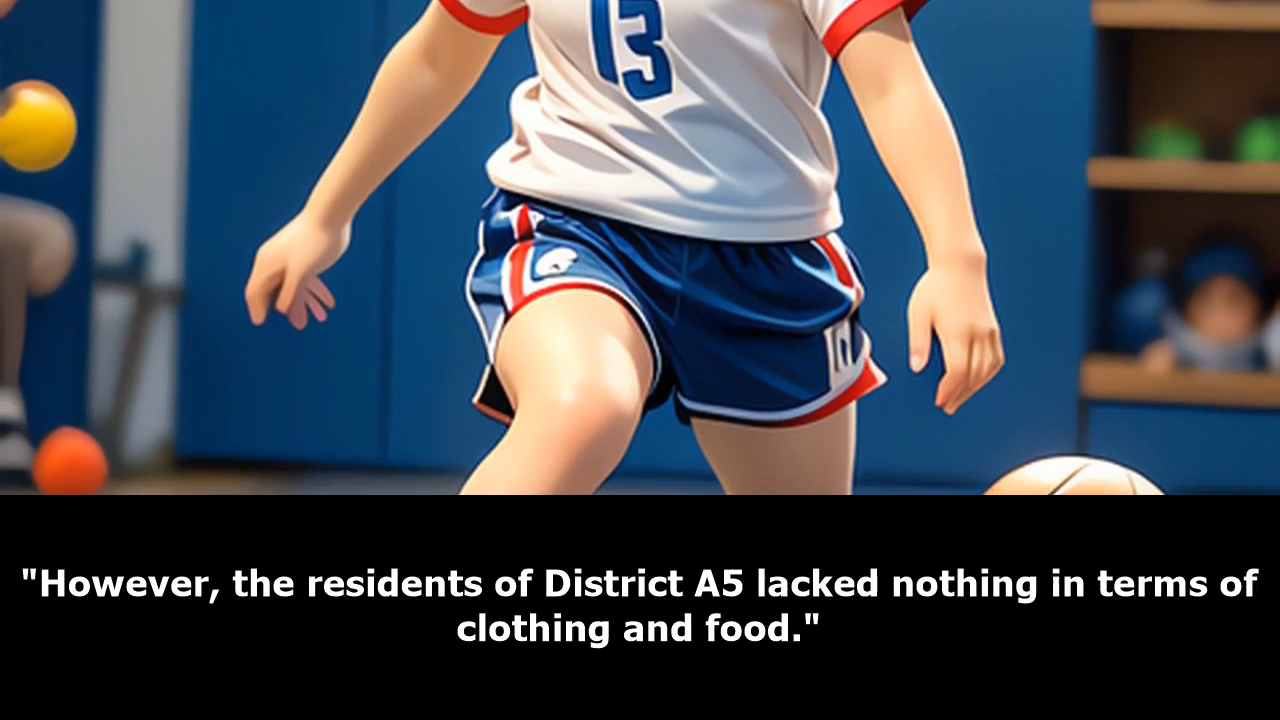 13
"However, the residents of District A5 lacked nothing in terms of
clothing and food."